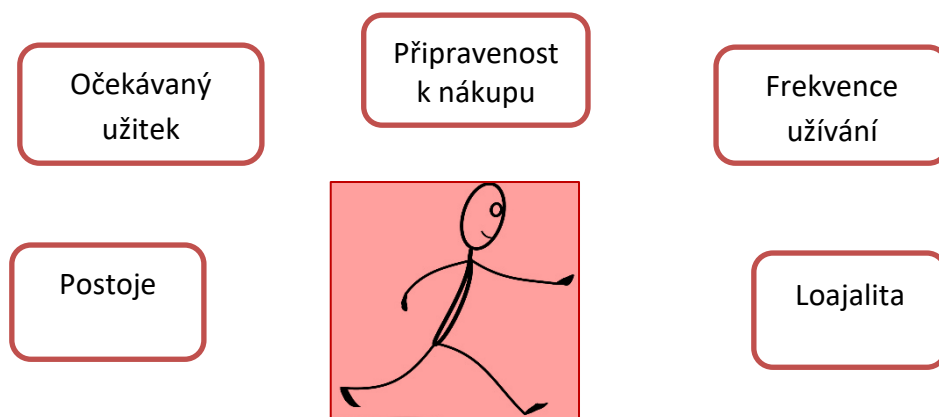 Očekávaný
užitek
Připravenost
k nákupu
Frekvence
užívání
Postoje
Loajalita